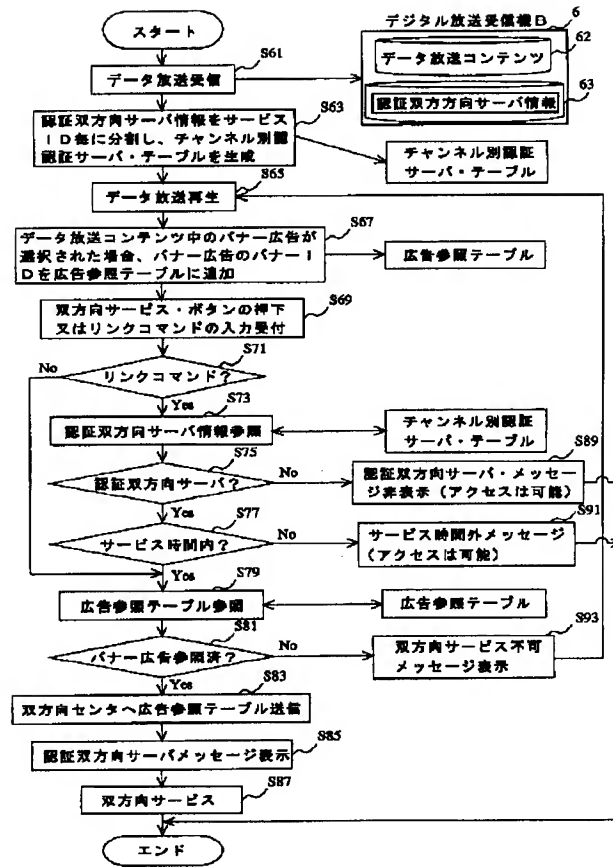 スタート
S61
データ放送受信
デジタル放送受信機B
6
62
データ放送コンテンツ
63
認証双方方向サーバ情報
S63
認証双方向サーバ情報をサービス
ID毎に分割し、チャンネル別認
認証サーバ・テーブルを生成
チャンネル別認証
サーバ・テーブル
S65
データ放送再生
S67
データ放送コンテンツ中のバナー広告が
選択された場合、バナー広告のバナーI
Dを広告参照テーブルに追加
広告参照テーブル
S69
双方向サービス・ボタンの押下
又はリンクコマンドの入力受付
S71
No
リンクコマンド?
Yes
S73
認証双方向サーバ情報参照
チャンネル別認証
サーバ・テーブル
S75
認証双方向サーバ?
No
S89
認証双方向サーバ・メッセー
ジ非表示(アクセスは可能)
Yes
S77
サービス時間内?
No
S91
サービス時間外メッセージ
(アクセスは可能)
Yes
S79
広告参照テーブル参照
広告参照テーブル
S81
バナー広告参照済?
No
S93
双方向サービス不可
メッセージ表示
Yes
S83
双方向センタへ広告参照テーブル送信
S85
認証双方向サーバメッセージ表示
S87
双方向サービス
エンド